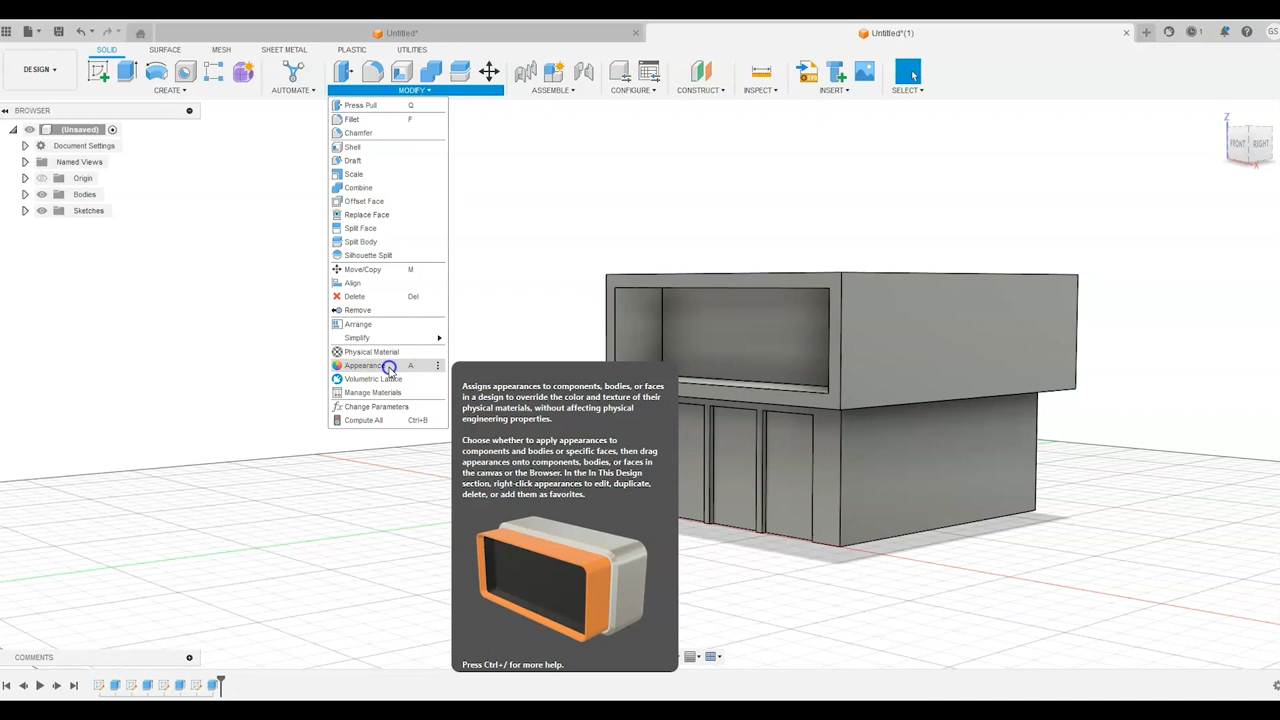 Untitled*
Untitled*(1)
GS
SOLID
SURFACE
MESH
SHEET METAL
PLASTIC
UTILITIES
DESIGN
CREATE
AUTOMATE
MODIFY
ASSEMBLE
CONFIGURE
CONSTRUCT
INSPECT
INSERT
SELECT
BROWSER
(Unsaved)
Document Settings
Named Views
Origin
Bodies
Sketches
Press Pull Q
Fillet F
Chamfer
Shell
Draft
Scale
Combine
Offset Face
Replace Face
Split Face
Split Body
Silhouette Split
Move/Copy M
Align
Delete Del
Remove
Arrange
Simplify
Physical Material
Appearance A
Volumetric Lattice
Manage Materials
Change Parameters
Compute All Ctrl+B
Assigns appearances to components, bodies, or faces
in a design to override the color and texture of their
physical materials, without affecting physical
engineering properties.
Choose whether to apply appearances to
components and bodies or specific faces, then drag
appearances onto components, bodies, or faces in
the canvas or the Browser. In the In This Design
section, right-click appearances to edit, duplicate,
delete, or add them as favorites.
Press Ctrl+/ for more help.
Z
FRONT
RIGHT
X
COMMENTS